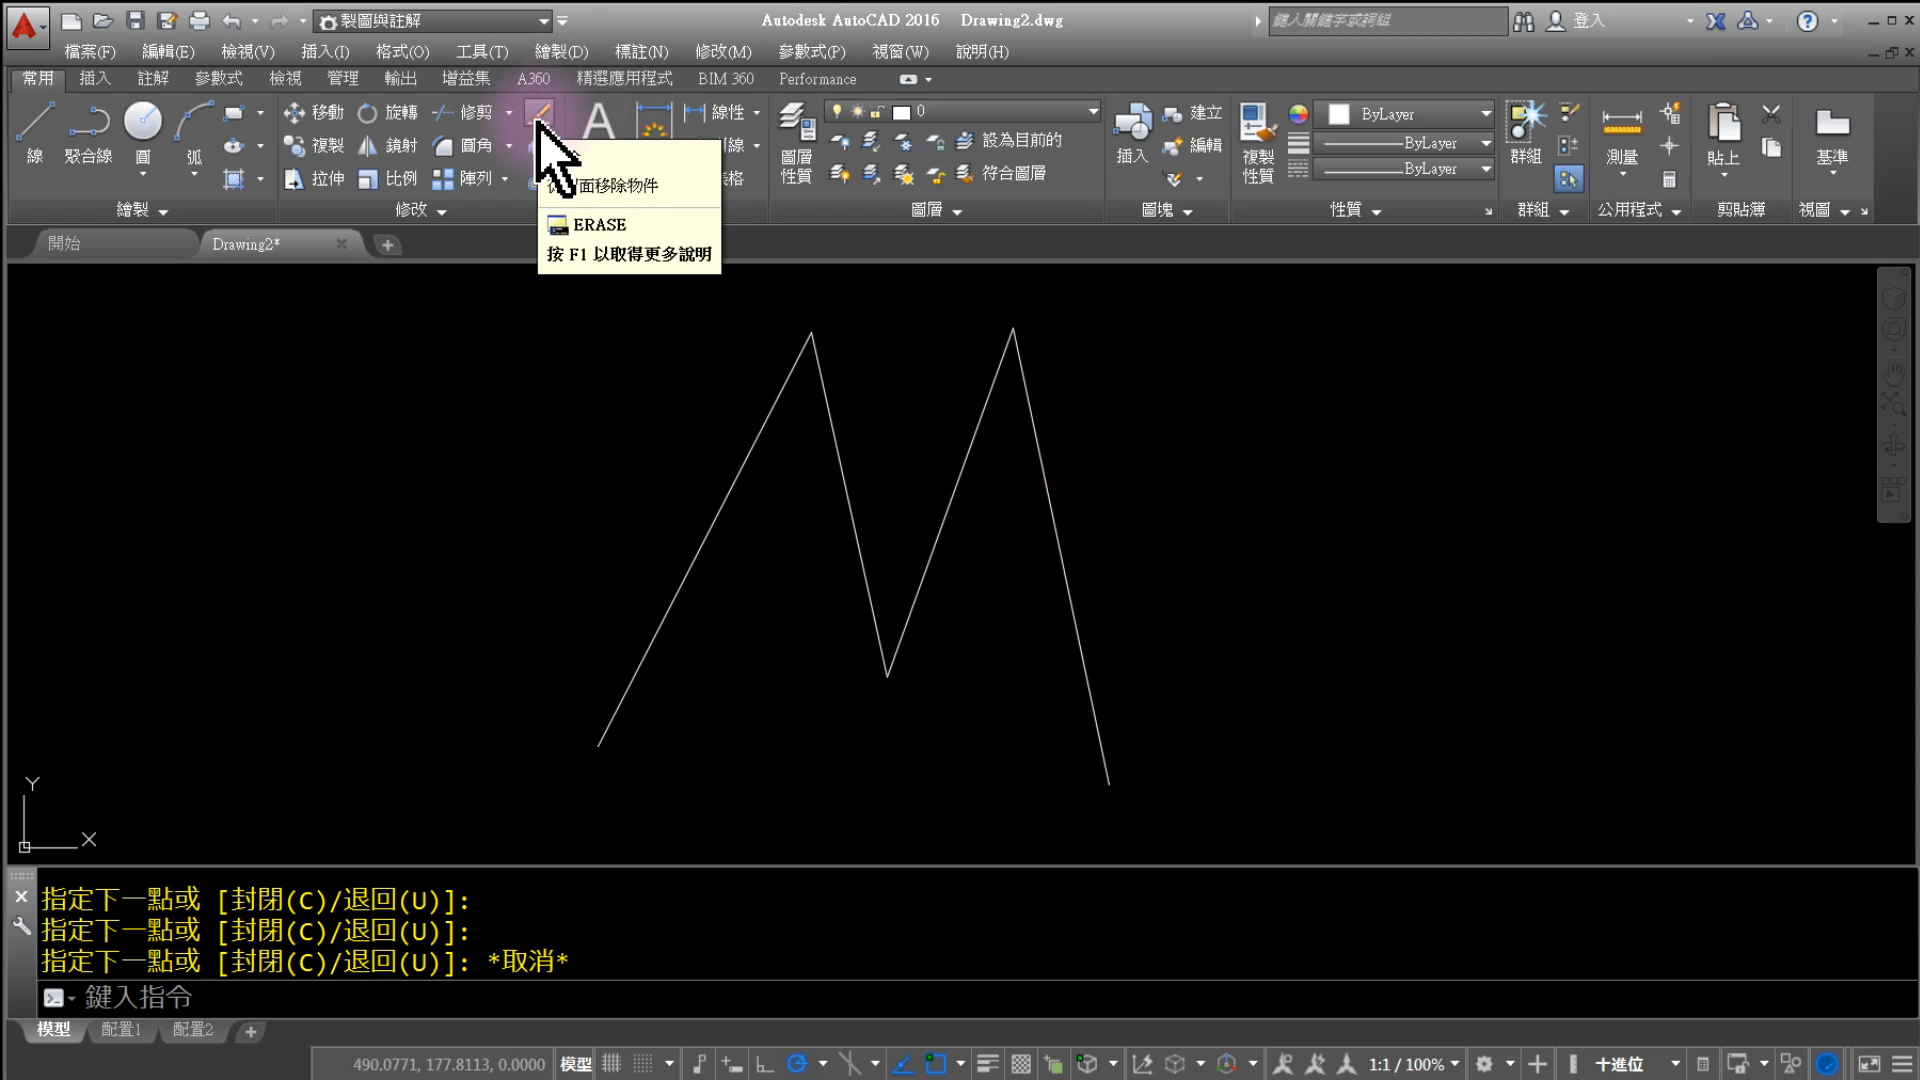 製圖與註解
Autodesk AutoCAD 2016 Drawing2.dwg
鍵入關鍵字或詞組
登入
檔案(F) 編輯(E) 檢視(V) 插入(I) 格式(O) 工具(T) 繪製(D) 標註(N) 修改(M) 參數式(P) 視窗(W) 說明(H)
常用 插入 註解 參數式 檢視 管理 輸出 增益集 A360 精選應用程式 BIM 360 Performance
線 聚合線 圓 弧
移動 旋轉 修剪
複製 鏡射 圓角
拉伸 比例 陣列
線性
圖層
性質
0
設為目前的
符合圖層
插入
建立
編輯
複製
性質
ByLayer
ByLayer
ByLayer
群組 測量 貼上 基準
繪製 修改 圖層 圖塊 性質 群組 公用程式 剪貼簿 視圖
面移除物件
ERASE
按 F1 以取得更多說明
開始 Drawing2*
Y
X
指定下一點或 [封閉(C)/退回(U)]:
指定下一點或 [封閉(C)/退回(U)]:
指定下一點或 [封閉(C)/退回(U)]: *取消*
鍵入指令
模型 配置1 配置2
490.0771, 177.8113, 0.0000 模型 1:1 / 100% 十進位